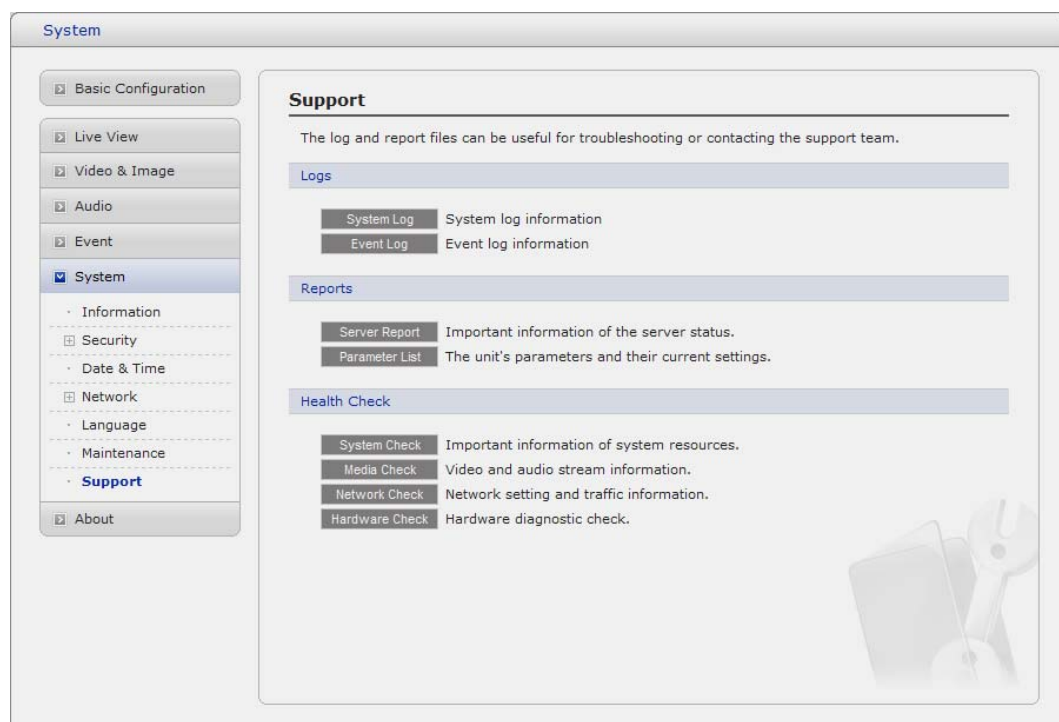 System
Basic Configuration
Live View
Video & Image
Audio
Event
System
Information
Security
Date & Time
Network
Language
Maintenance
Support
About
Support
The log and report files can be useful for troubleshooting or contacting the support team.
Logs
System Log System log information
Event Log Event log information
Reports
Server Report Important information of the server status.
Parameter List The unit's parameters and their current settings.
Health Check
System Check Important information of system resources.
Media Check Video and audio stream information.
Network Check Network setting and traffic information.
Hardware Check Hardware diagnostic check.